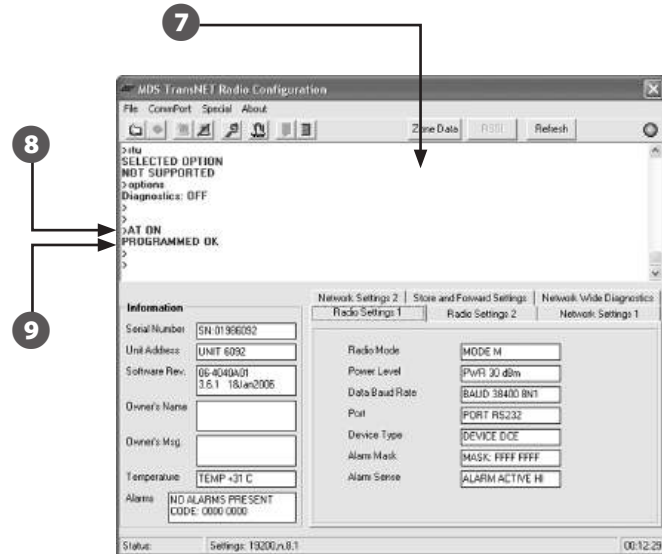 7
MDS TransNET Radio Configuration
File CommPort Special About
Zone Data RSSI Refresh
8
>stu
SELECTED OPTION
NOT SUPPORTED
>options
Diagnostics: OFF
>
>
>AT ON
PROGRAMMED OK
>
>
9
Network Settings 2 Store and Forward Settings Network Wide Diagnostics
Radio Settings 1 Radio Settings 2 Network Settings 1
Information
Serial Number SN:01986092
Unit Address UNIT 6092
Software Rev. 06-4040A01
3.6.1 18Jan2006
Owner's Name
Owner's Msg.
Temperature TEMP +31 C
Alarms NO ALARMS PRESENT
CODE: 0000 0000
Radio Mode MODE M
Power Level PWR 30 dBm
Data Baud Rate BAUD 38400 8N1
Port PORT RS232
Device Type DEVICE DCE
Alarm Mask MASK: FFFF FFFF
Alarm Sense ALARM ACTIVE HI
Status: Settings: 19200,n,8,1 00:12:29